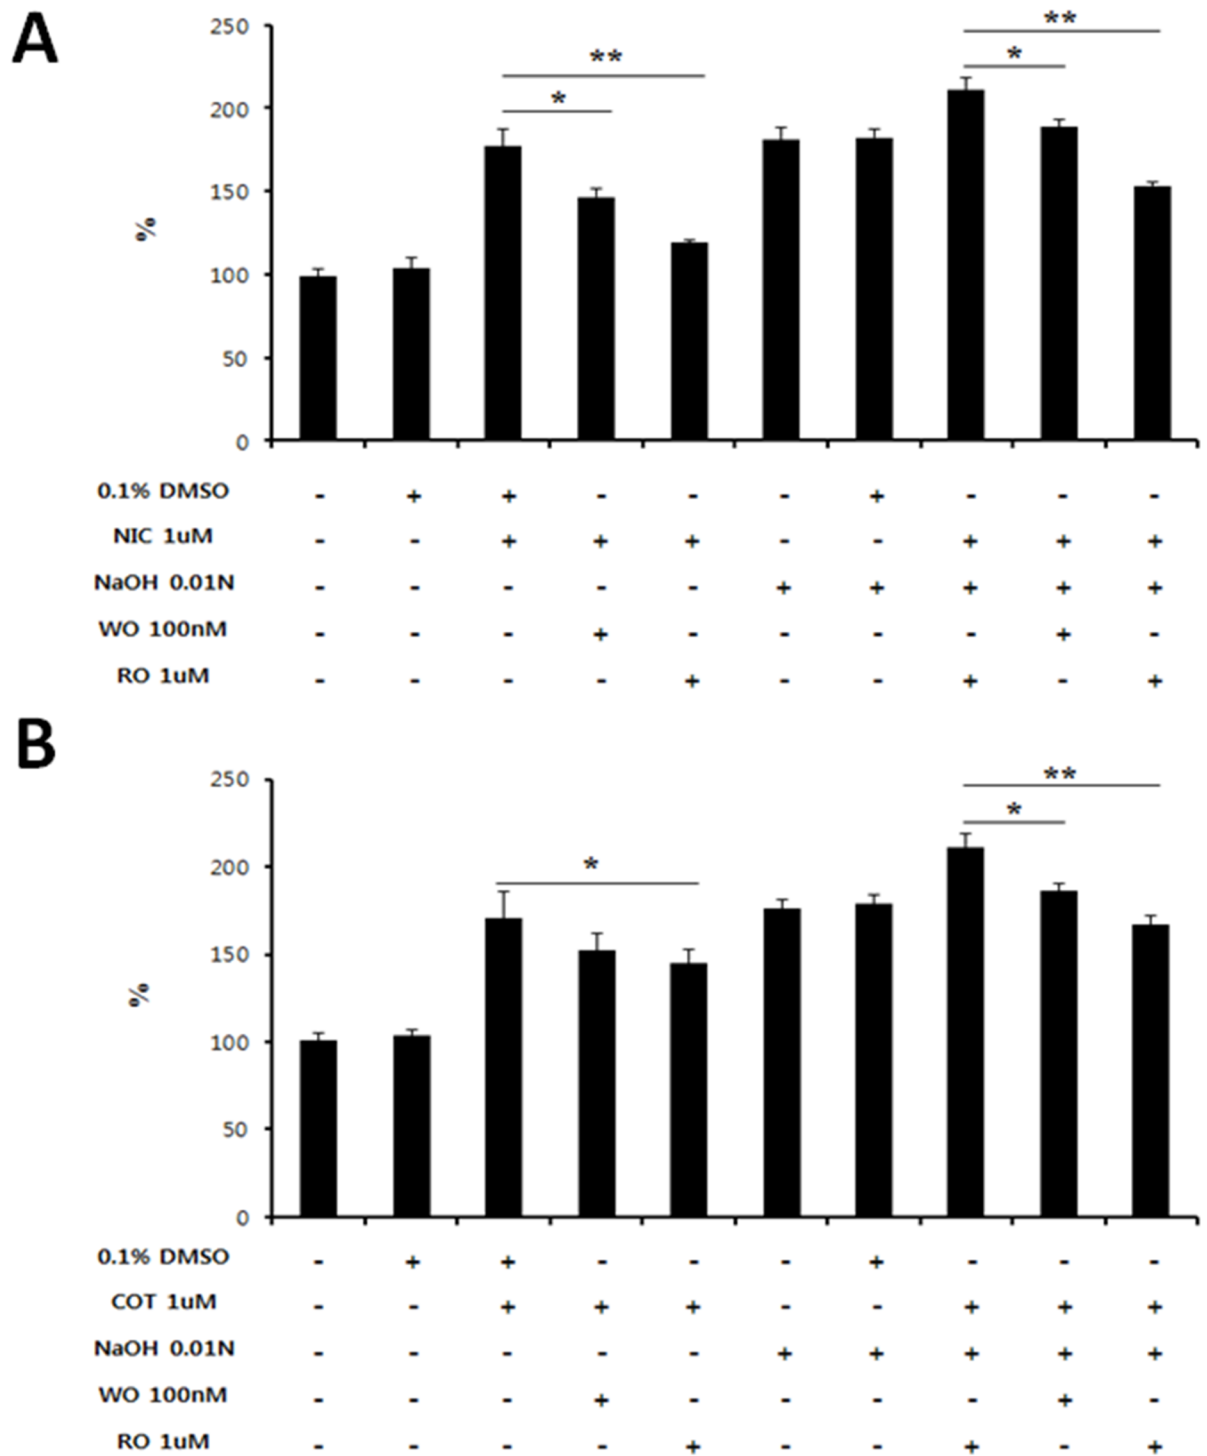 A
250
**
**
*
*
200
150
%
100
50
0
0.1% DMSO - + + - - - + - - -
NIC 1uM - - + + + - - + + +
NaOH 0.01N - - - - - + + + + +
WO 100nM - - - + - - - - + -
RO 1uM - - - - + - - + - +
B
250
**
*
*
200
150
%
100
50
0
0.1% DMSO - + + - - - + - - -
COT 1uM - - + + + - - + + +
NaOH 0.01N - - - - - + + + + +
WO 100nM - - - + - - - - + -
RO 1uM - - - - + - - + - +